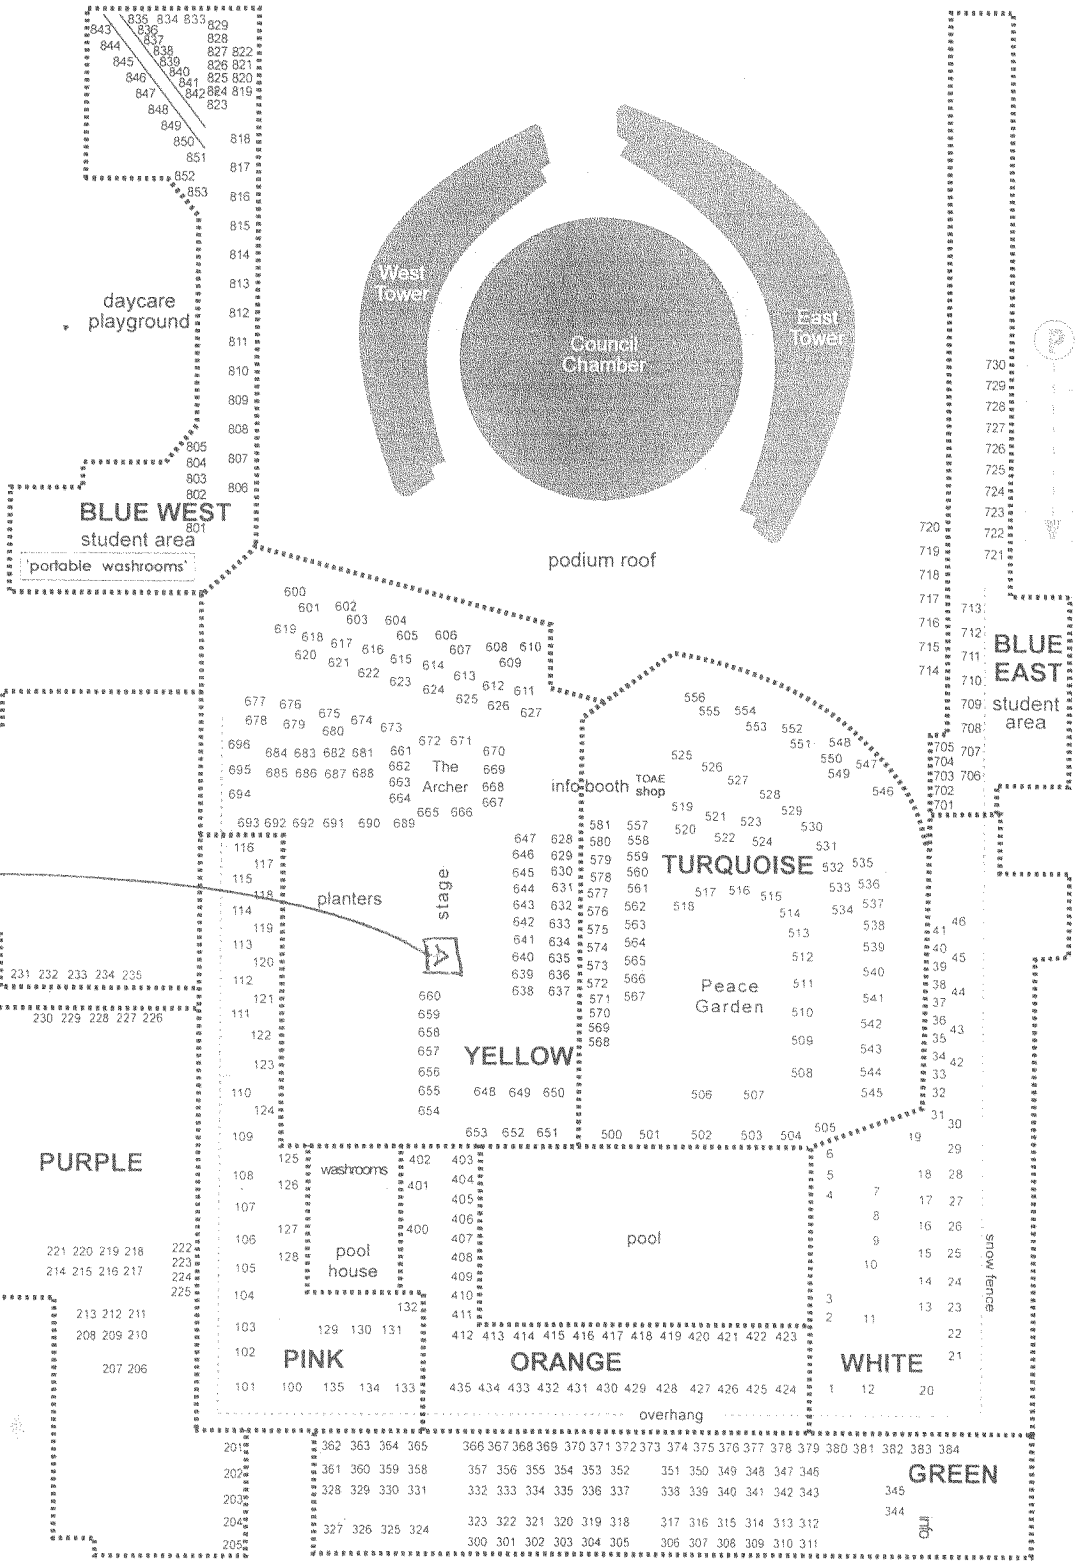 835 834 833 829
843 836 828
844 837 827 822
845 838 826 821
846 839 825 820
847 840 824 819
848 841 823
849 842
850 818
851 817
852 816
853 815
814
813
812
811
810
809
808
805 807
804 806
803
802
801
daycare
playground
BLUE WEST
student area
'portable washrooms'
West
Tower
Council
Chamber
East
Tower
podium roof
P
730
729
728
727
726
725
724
723
722
721
720
719
718
717
716
715
714
713
712
711
710
709
708
707
706
705
704
703
702
701
BLUE
EAST
student
area
600
601 602
603 604
619 618 617 616 605 606
620 621 615 614 607 608 610
622 623 613 609
624 625 612 611
626 627
677 676
678 679 675 674 673
680
696 684 683 682 681 661 672 671 670
695 685 686 687 688 662 669
694 663 668
664 667
665 666
693 692 692 691 690 689
The
Archer
647 628
646 629
645 630
644 631
643 632
642 633
641 634
640 635
639 636
638 637
planters
stage
A
660
659
658
657
656
655
654
YELLOW
648 649 650
653 652 651
info booth
TOAE
shop
556
555 554
553 552
551 548
550 547
549
546
525
526
527
528
519 529
520 521 523 530
522 524 531
581 557
580 558
579 559
578 560
577 561
576 562
575 563
574 564
573 565
572 566
571 567
570
569
568
TURQUOISE
532 535
533 536
534 537
538
539
540
541
542
543
544
545
517 516 515
518 514
513
512
511
510
509
508
506 507
Peace
Garden
500 501 502 503 504 505
46
41
40 45
39
38 44
37
36 43
35
34 42
33
32
31
30
19 29
6
5 18 28
4 7 17 27
8 16 26
9 15 25
10 14 24
3 13 23
2 11 22
21
WHITE
1 12 20
snow fence
116
117
115
118
114
119
113
120
112
121
111
122
123
110
124
109
125
108
126
107
127
106
128
105
104
132
103 129 130 131
102
PINK
101 100 135 134 133
231 232 233 234 235
230 229 228 227 226
PURPLE
221 220 219 218 222
223
214 215 216 217 224
225
213 212 211
208 209 210
207 206
201
202
203
204
205
washrooms
pool
house
402 403
401 404
405
400 406
407
408
409
410
411
pool
412 413 414 415 416 417 418 419 420 421 422 423
ORANGE
435 434 433 432 431 430 429 428 427 426 425 424
overhang
362 363 364 365 366 367 368 369 370 371 372 373 374 375 376 377 378 379 380 381 382 383 384
361 360 359 358 357 356 355 354 353 352 351 350 349 348 347 346
GREEN
328 329 330 331 332 333 334 335 336 337 338 339 340 341 342 343 345
344
327 326 325 324 323 322 321 320 319 318 317 316 315 314 313 312
info
300 301 302 303 304 305 306 307 308 309 310 311